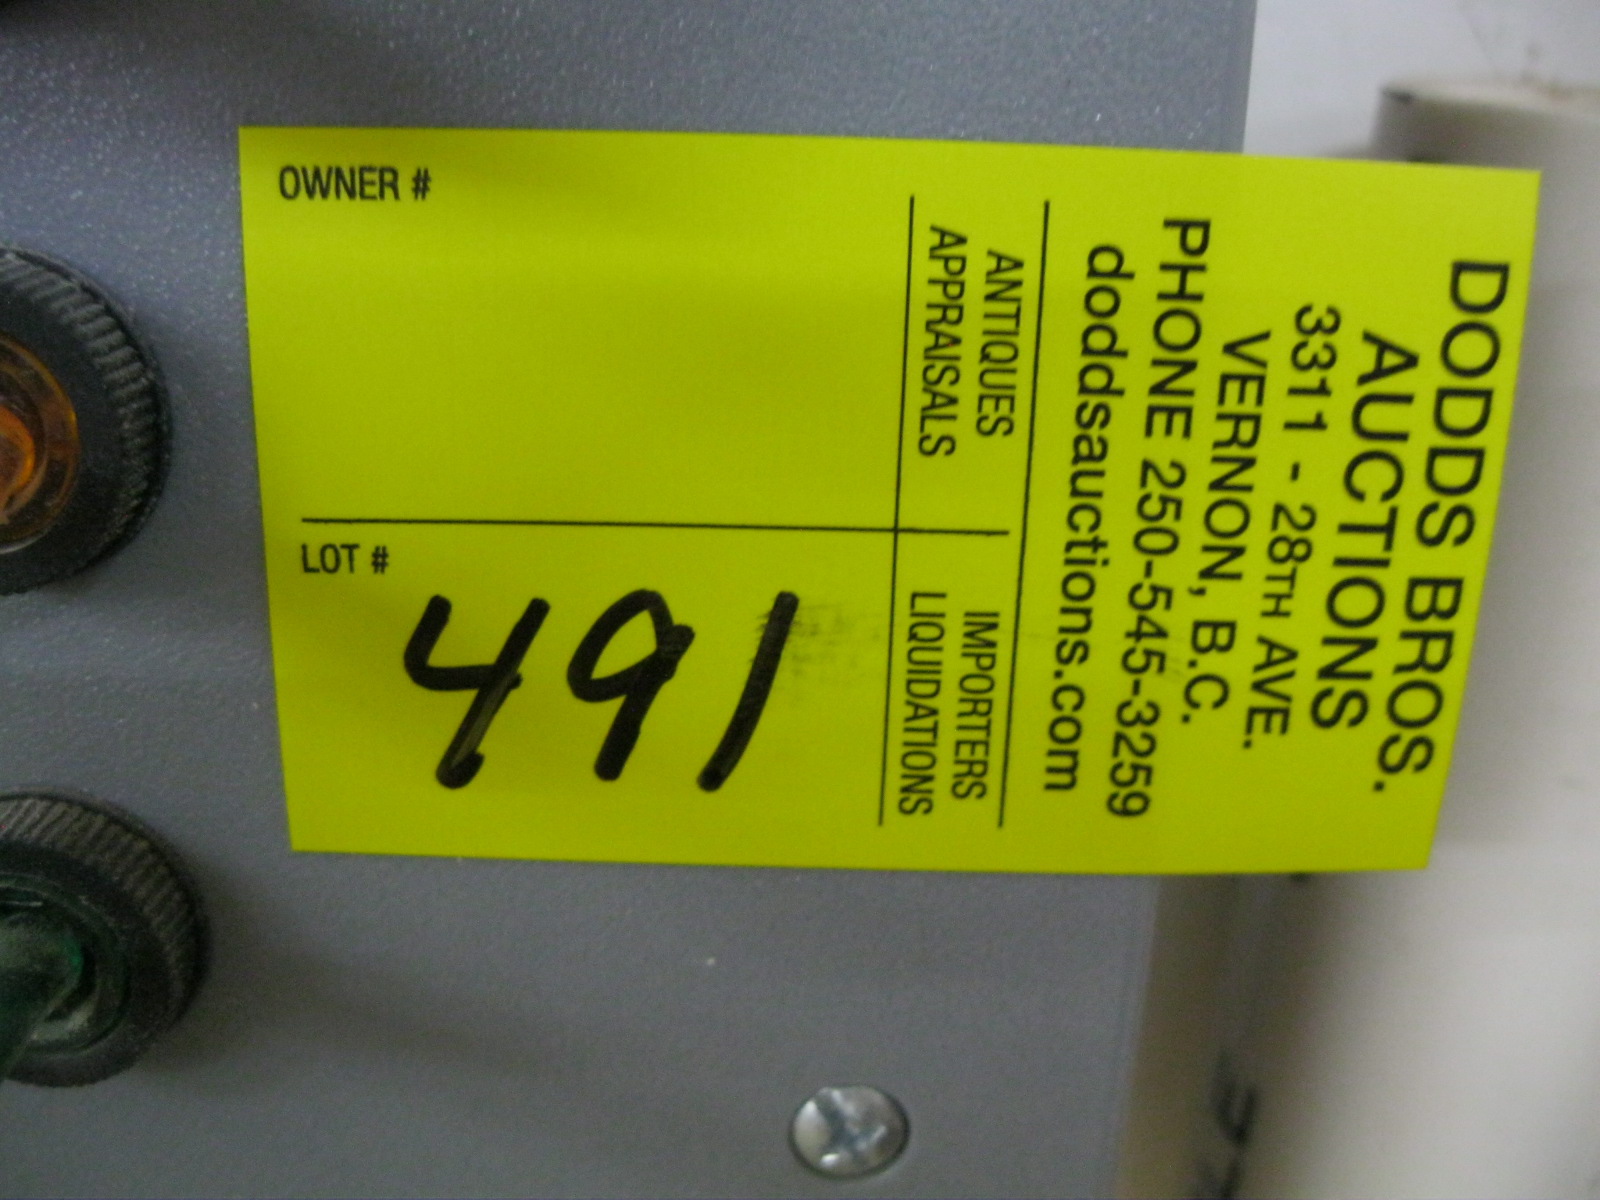 DODDS BROS.
AUCTIONS
3311 - 28TH AVE.
VERNON, B.C.
PHONE 250-545-3259
doddsauctions.com
ANTIQUES
APPRAISALS
IMPORTERS
LIQUIDATIONS
OWNER #
LOT #
491